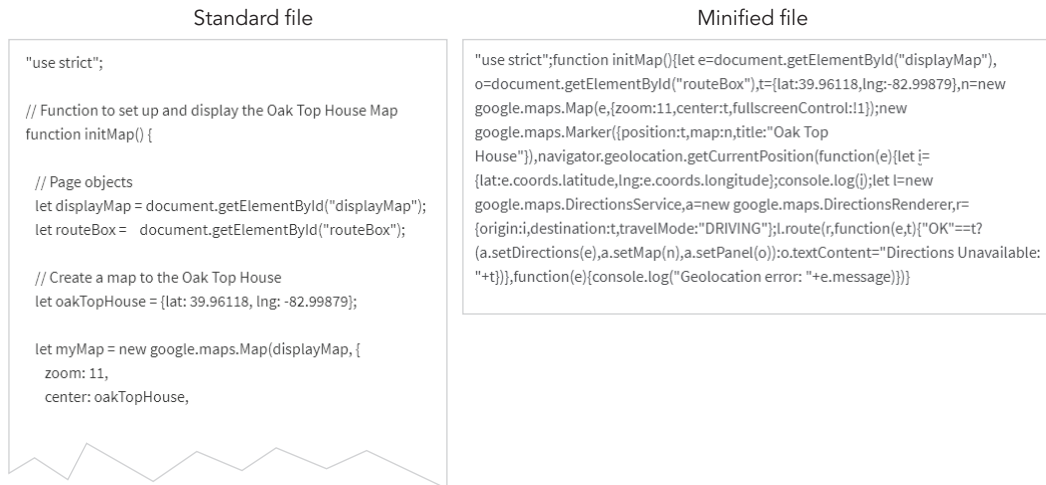 Standard file
"use strict";
// Function to set up and display the Oak Top House Map
function initMap() {
// Page objects
let displayMap = document.getElementById("displayMap");
let routeBox =    document.getElementById("routeBox");
// Create a map to the Oak Top House
let oakTopHouse = {lat: 39.96118, lng: -82.99879};
let myMap = new google.maps.Map(displayMap, {
zoom: 11,
center: oakTopHouse,
Minified file
"use strict";function initMap(){let e=document.getElementById("displayMap"),
o=document.getElementById("routeBox"),t={lat:39.96118,lng:-82.99879},n=new
google.maps.Map(e,{zoom:11,center:t,fullscreenControl:!1});new
google.maps.Marker({position:t,map:n,title:"Oak Top
House"}),navigator.geolocation.getCurrentPosition(function(e){let i=
{lat:e.coords.latitude,lng:e.coords.longitude};console.log(i);let l=new
google.maps.DirectionsService,a=new google.maps.DirectionsRenderer,r=
{origin:i,destination:t,travelMode:"DRIVING"};l.route(r,function(e,t){"OK"==t?
(a.setDirections(e),a.setMap(n),a.setPanel(o)):o.textContent="Directions Unavailable:
"+t})},function(e){console.log("Geolocation error: "+e.message)})}